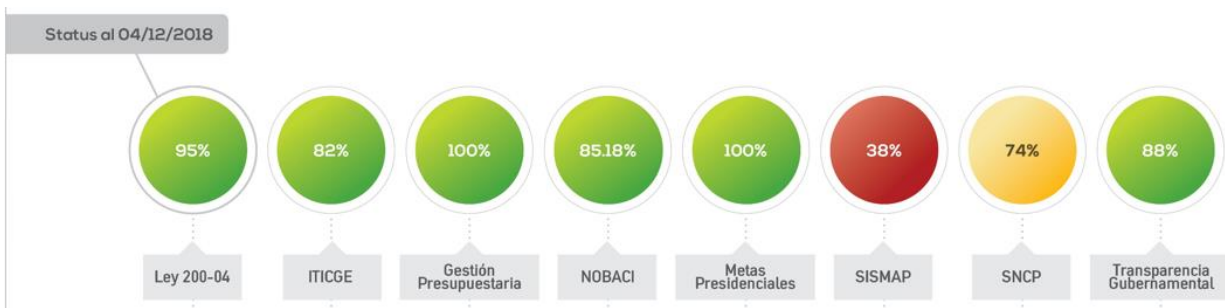 Status al 04/12/2018
95%
82%
100%
85.18%
100%
38%
74%
88%
Ley 200-04
ITICGE
Gestión
Presupuestaria
NOBACI
Metas
Presidenciales
SISMAP
SNCP
Transparencia
Gubernamental